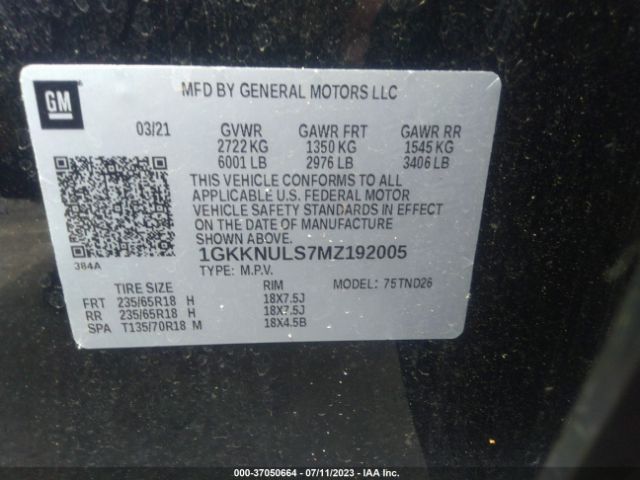 GM
MFD BY GENERAL MOTORS LLC
03/21 GVWR GAWR FRT GAWR RR
2722 KG 1350 KG 1545 KG
6001 LB 2976 LB 3406 LB
THIS VEHICLE CONFORMS TO ALL
APPLICABLE U.S. FEDERAL MOTOR
VEHICLE SAFETY STANDARDS IN EFFECT
ON THE DATE OF MANUFACTURE
SHOWN ABOVE.
384A
1GKKNULS7MZ192005
TYPE: M.P.V. MODEL: 75TND26
TIRE SIZE RIM
FRT 235/65R18 H 18X7.5J
RR 235/65R18 H 18X7.5J
SPA T135/70R18 M 18X4.5B
000-37050664 - 07/11/2023 - IAA Inc.